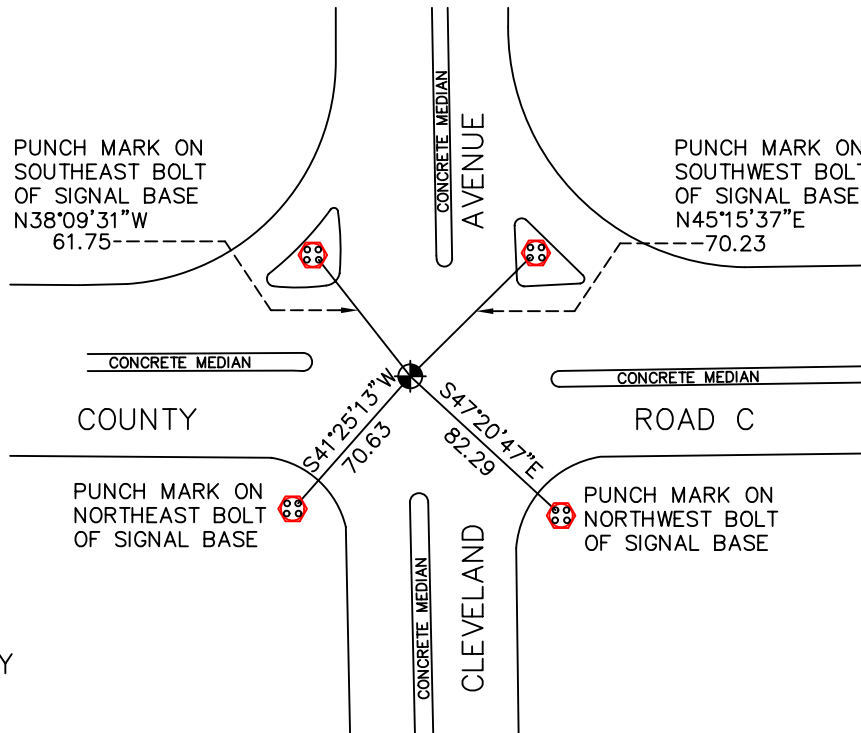 CONCRETE MEDIAN
AVENUE
PUNCH MARK ON
SOUTHEAST BOLT
OF SIGNAL BASE
N38°09'31"W
61.75
PUNCH MARK ON
SOUTHWEST BOLT
OF SIGNAL BASE
N45°15'37"E
70.23
CONCRETE MEDIAN
CONCRETE MEDIAN
COUNTY
ROAD C
S41°25'13"W
70.63
S47°20'47"E
82.29
PUNCH MARK ON
NORTHEAST BOLT
OF SIGNAL BASE
PUNCH MARK ON
NORTHWEST BOLT
OF SIGNAL BASE
CONCRETE MEDIAN
CLEVELAND
Y